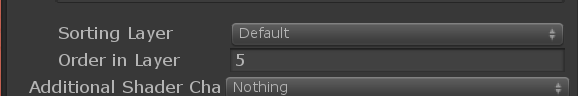 Sorting Layer Default
Order in Layer 5
Additional Shader Cha Nothing